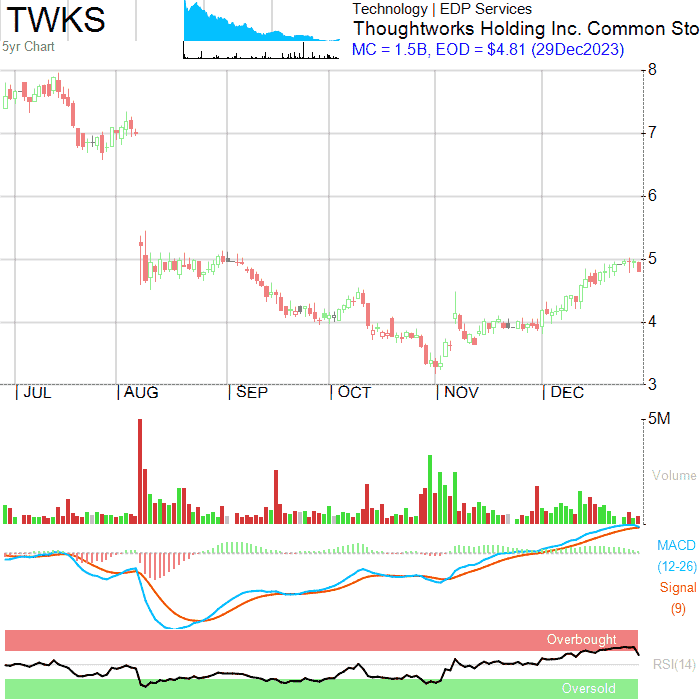 TWKS
5yr Chart
Technology | EDP Services
Thoughtworks Holding Inc. Common Sto
MC = 1.5B, EOD = $4.81 (29Dec2023)
8
7
6
5
4
3
JUL AUG SEP OCT NOV DEC
5M
Volume
MACD
(12-26)
Signal
(9)
Overbought
RSI(14)
Oversold